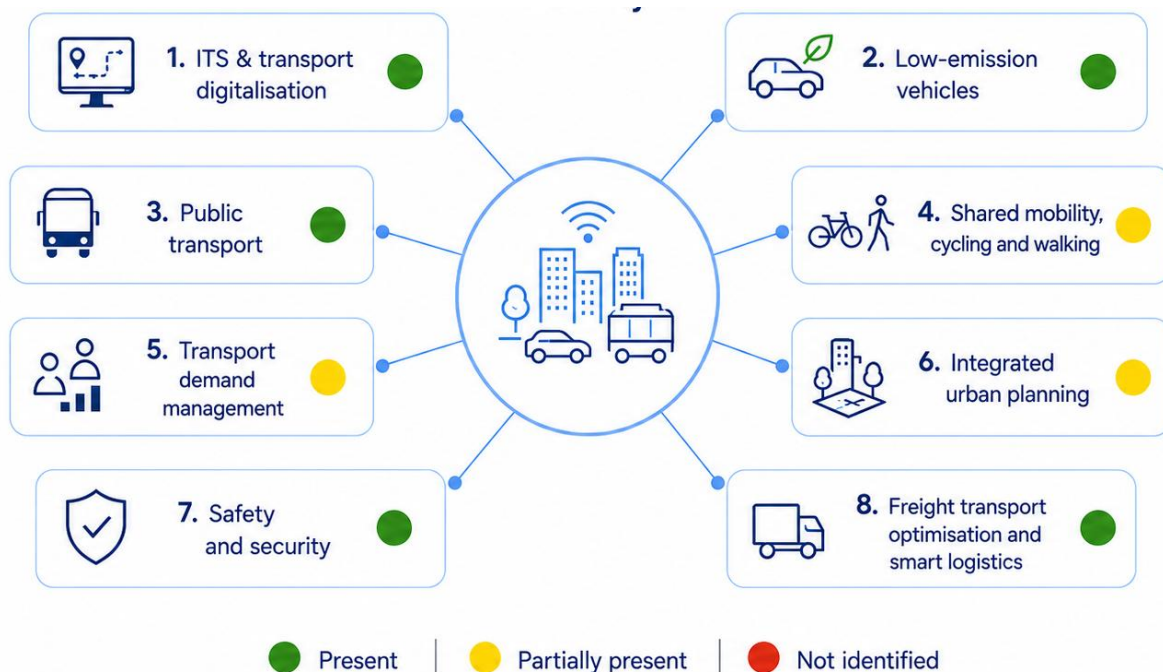 1. ITS & transport
digitalisation
2. Low-emission
vehicles
3. Public
transport
4. Shared mobility,
cycling and walking
5. Transport
demand
management
6. Integrated
urban planning
7. Safety
and security
8. Freight transport
optimisation and
smart logistics
Present
Partially present
Not identified